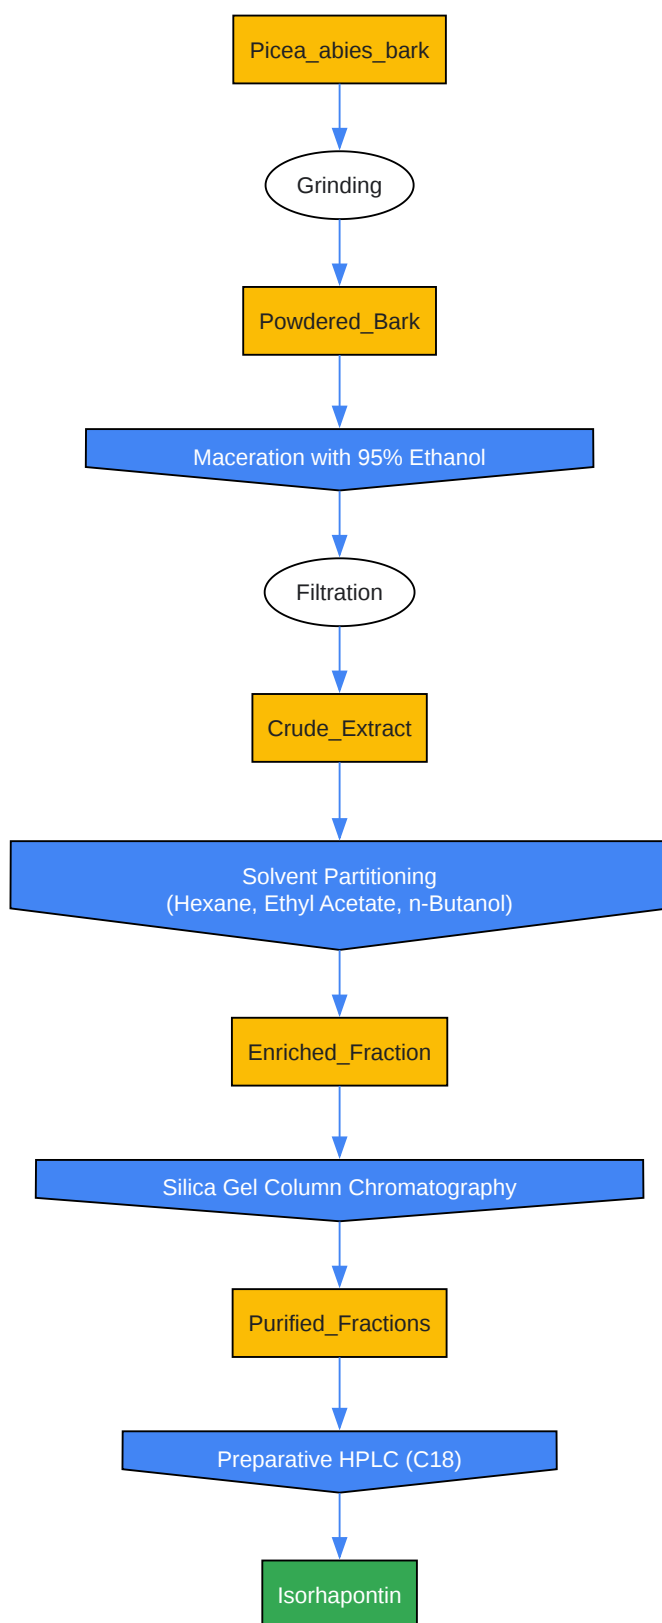 Picea_abies_bark
Grinding
Powdered_Bark
Maceration with 95% Ethanol
Filtration
Crude_Extract
Solvent Partitioning
(Hexane, Ethyl Acetate, n-Butanol)
Enriched_Fraction
Silica Gel Column Chromatography
Purified_Fractions
Preparative HPLC (C18)
Isorhapontin